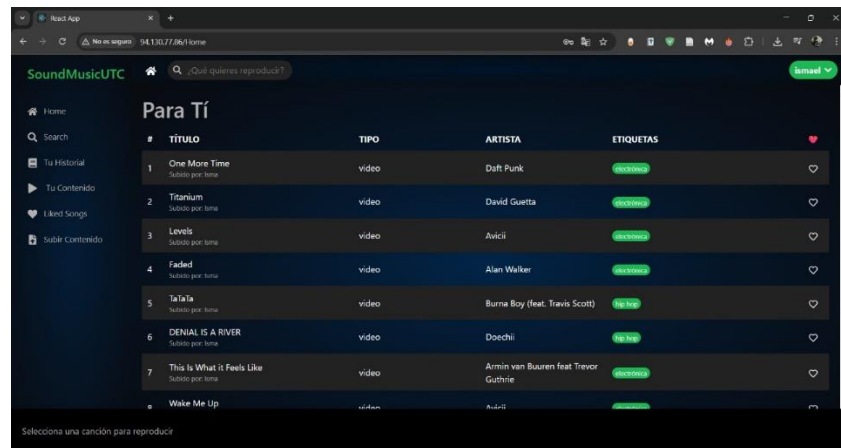 React App
No es seguro 94.130.77.86/Home
SoundMusicUTC
¿Qué quieres reproducir?
ismael
Home
Search
Tu Historial
Tu Contenido
Liked Songs
Subir Contenido
Para Tí
# TÍTULO TIPO ARTISTA ETIQUETAS
1 One More Time video Daft Punk electrónica
Subido por: Isma
2 Titanium video David Guetta electrónica
Subido por: Isma
3 Levels video Avicii electrónica
Subido por: Isma
4 Faded video Alan Walker electrónica
Subido por: Isma
5 TaTaTa video Burna Boy (feat. Travis Scott) hip hop
Subido por: Isma
6 DENIAL IS A RIVER video Doechii hip hop
Subido por: Isma
7 This Is What it Feels Like video Armin van Buuren feat Trevor Guthrie electrónica
Subido por: Isma
8 Wake Me Up video Avicii electrónica
Selecciona una canción para reproducir